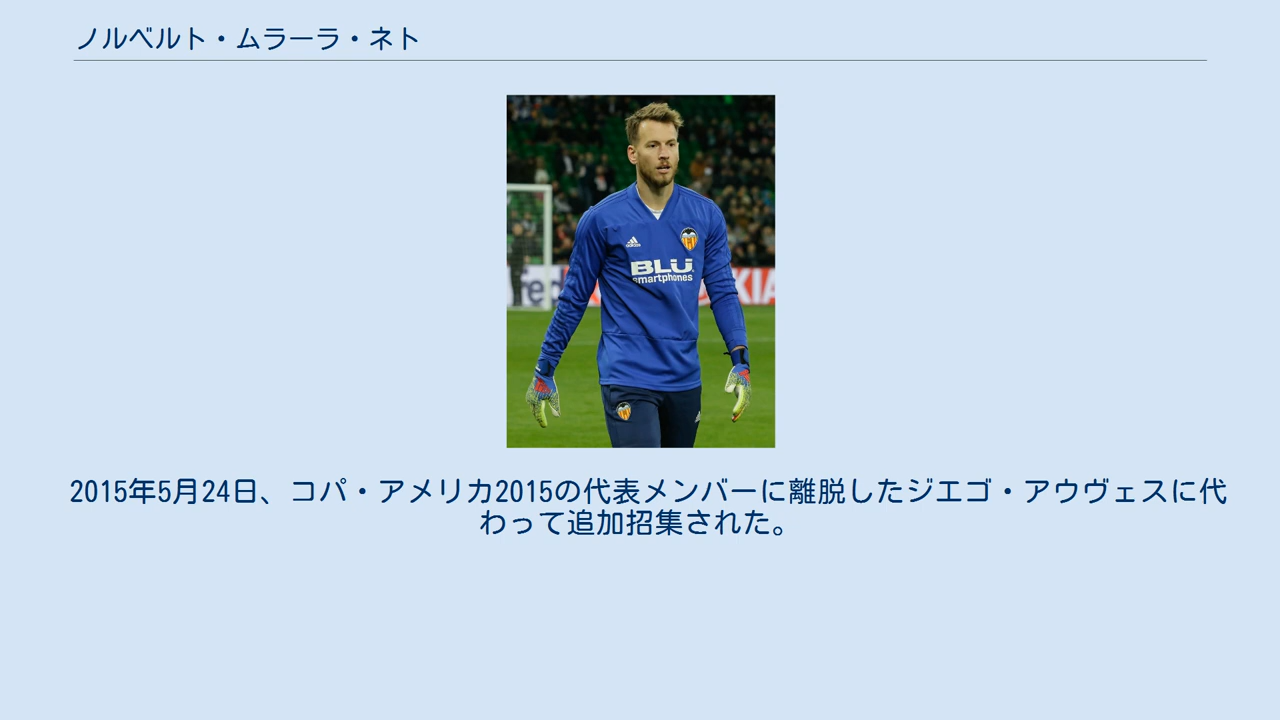 ノルベルト・ムラーラ・ネト
adidas
BLU
smartphones
2015年5月24日、コパ・アメリカ2015の代表メンバーに離脱したジエゴ・アウヴェスに代
わって追加招集された。